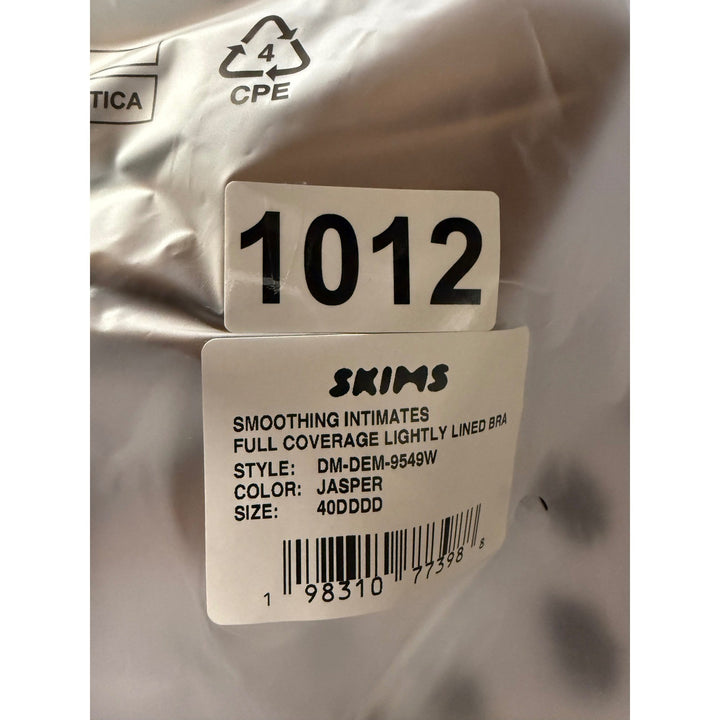 4
CPE
TICA
1012
SKIMS
SMOOTHING INTIMATES
FULL COVERAGE LIGHTLY LINED BRA
STYLE: DM-DEM-9549W
COLOR: JASPER
SIZE: 40DDDD
1 98310 77398 8